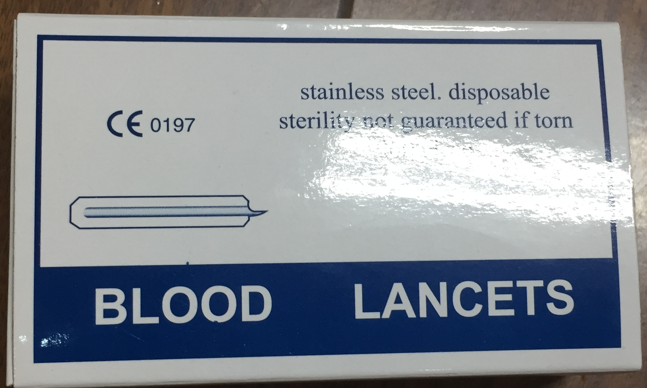 stainless steel. disposable
sterility not guaranteed if torn
CE 0197
BLOOD LANCETS